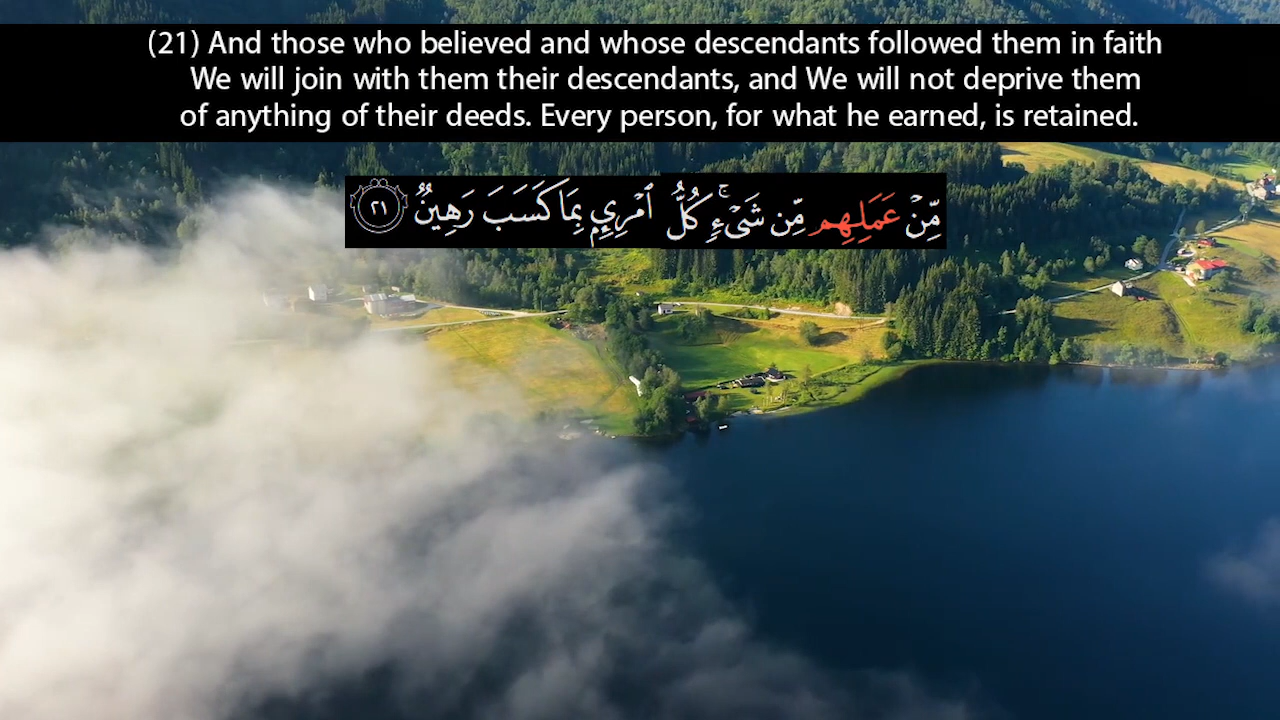 (21) And those who believed and whose descendants followed them in faith
We will join with them their descendants, and We will not deprive them
of anything of their deeds. Every person, for what he earned, is retained.
مِّنْ عَمَلِهِم مِّن شَىْءٍۚ كُلُّ ٱمْرِئٍۭ بِمَا كَسَبَ رَهِينٌۭ ٢١